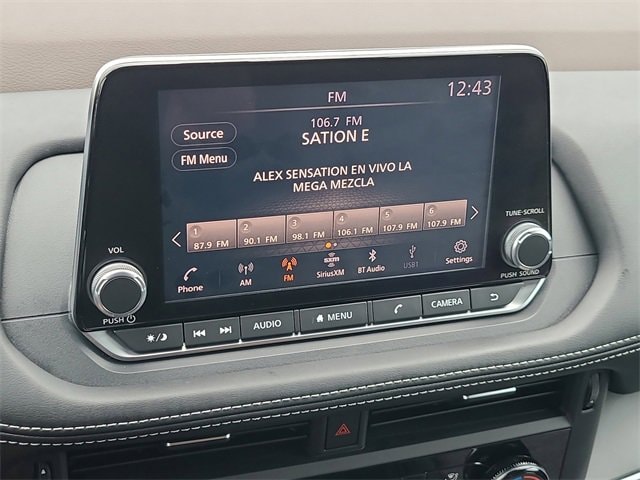 FM
12:43
106.7 FM
SATION E
Source
FM Menu
ALEX SENSATION EN VIVO LA
MEGA MEZCLA
1 2 3 4 5 6
87.9 FM 90.1 FM 98.1 FM 106.1 FM 107.9 FM 107.9 FM
Phone AM FM SiriusXM BT Audio USB1 Settings
sxm
VOL
PUSH
TUNE·SCROLL
PUSH SOUND
AUDIO MENU CAMERA